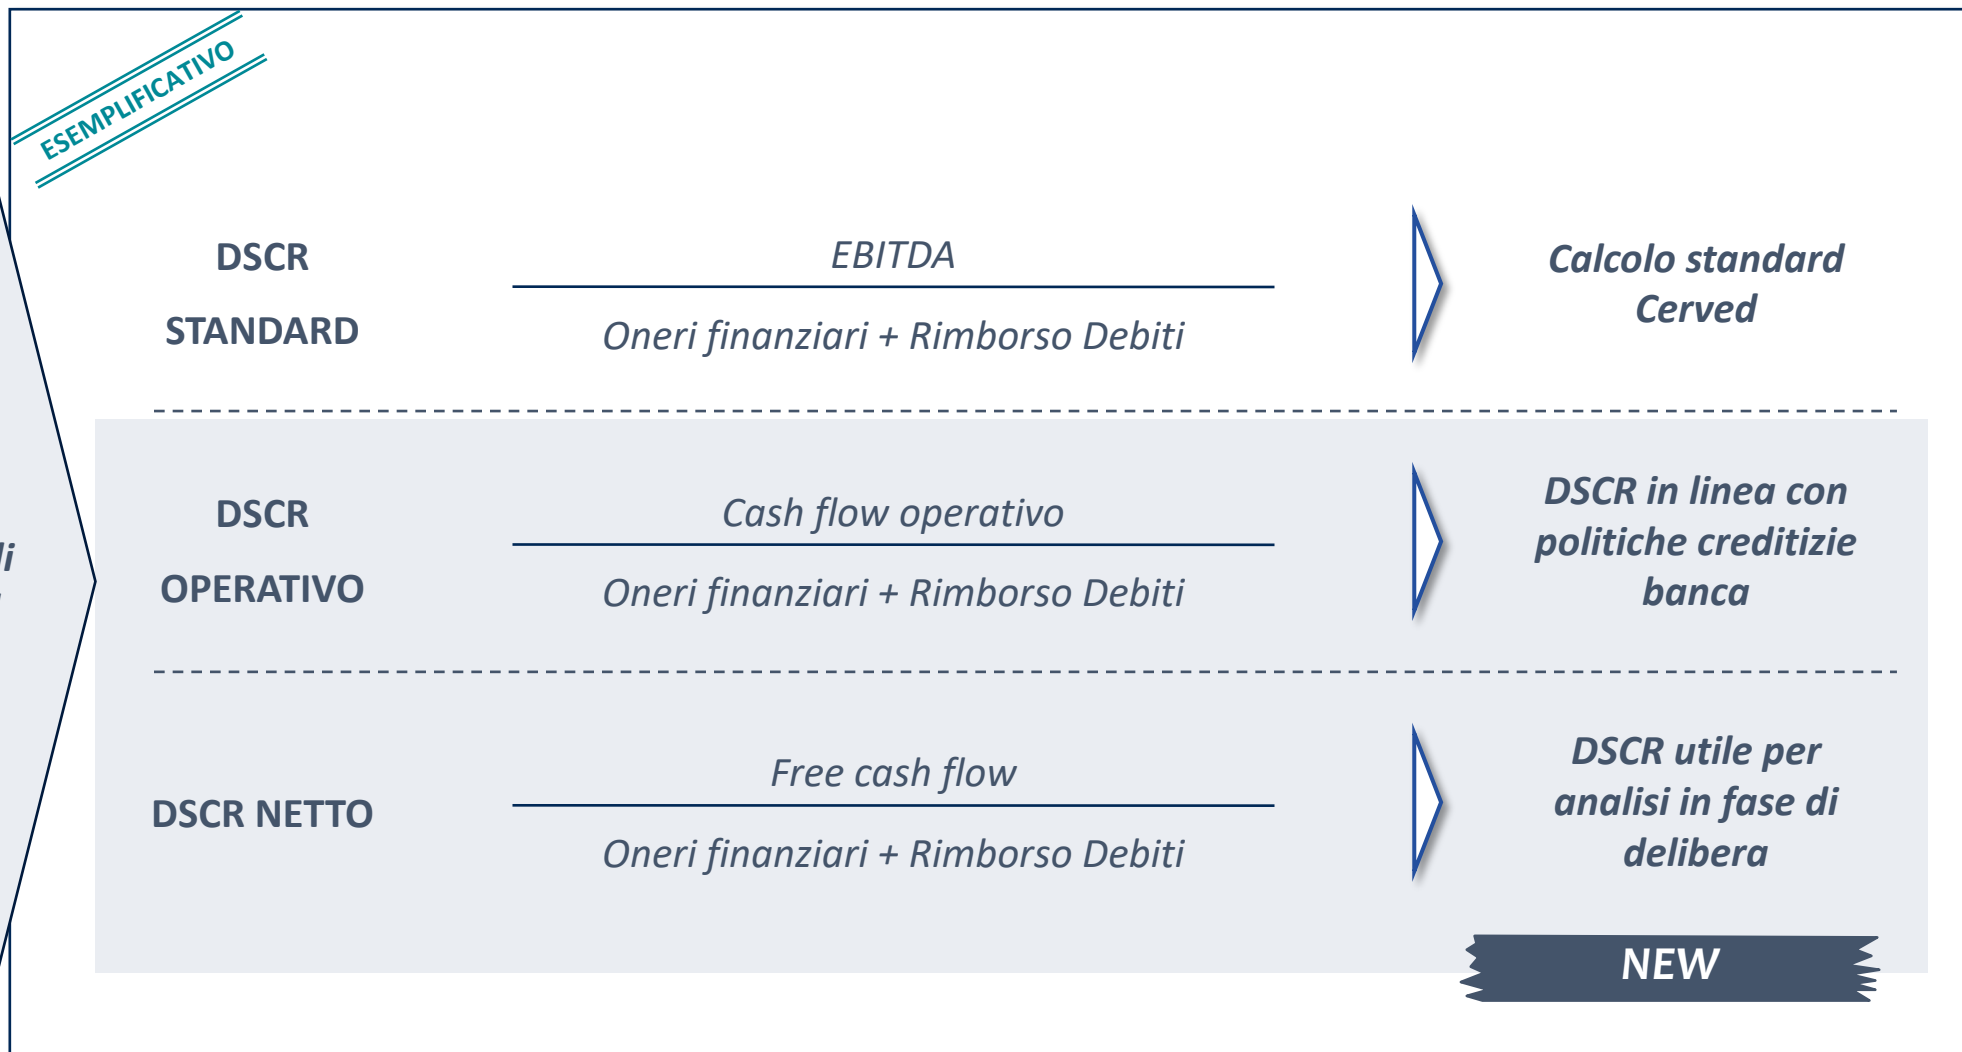 ESEMPLIFICATIVO
DSCR
STANDARD
EBITDA
Oneri finanziari + Rimborso Debiti
Calcolo standard
Cerved
DSCR
OPERATIVO
Cash flow operativo
Oneri finanziari + Rimborso Debiti
DSCR in linea con
politiche creditizie
banca
DSCR NETTO
Free cash flow
Oneri finanziari + Rimborso Debiti
DSCR utile per
analisi in fase di
delibera
NEW